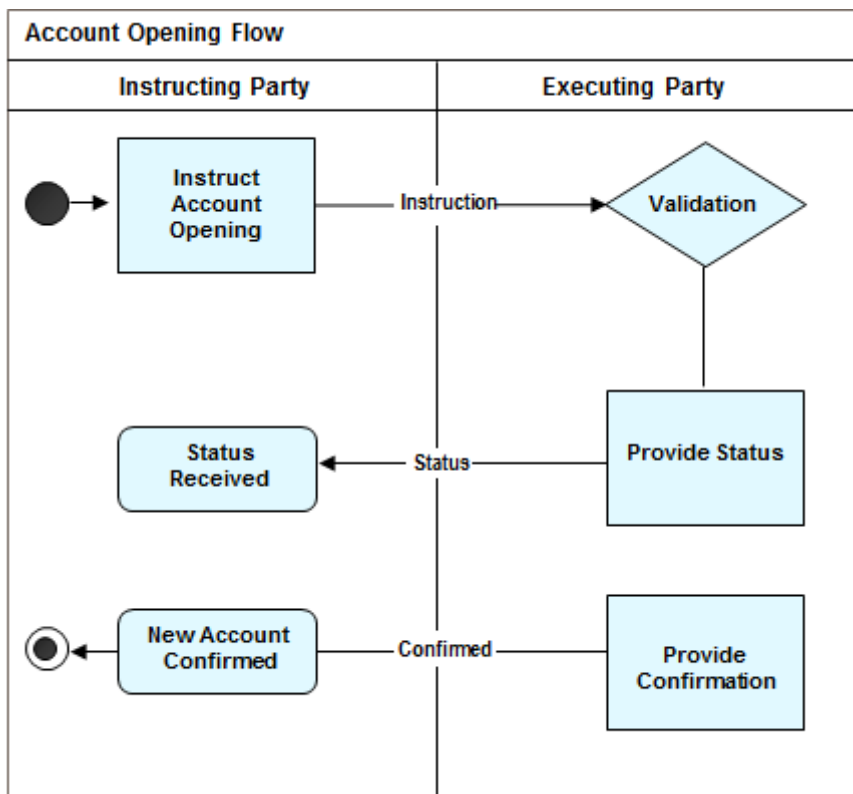 Account Opening Flow
Instructing Party
Executing Party
Instruct
Account
Opening
Instruction
Validation
Status
Received
Status
Provide Status
New Account
Confirmed
Confirmed
Provide
Confirmation